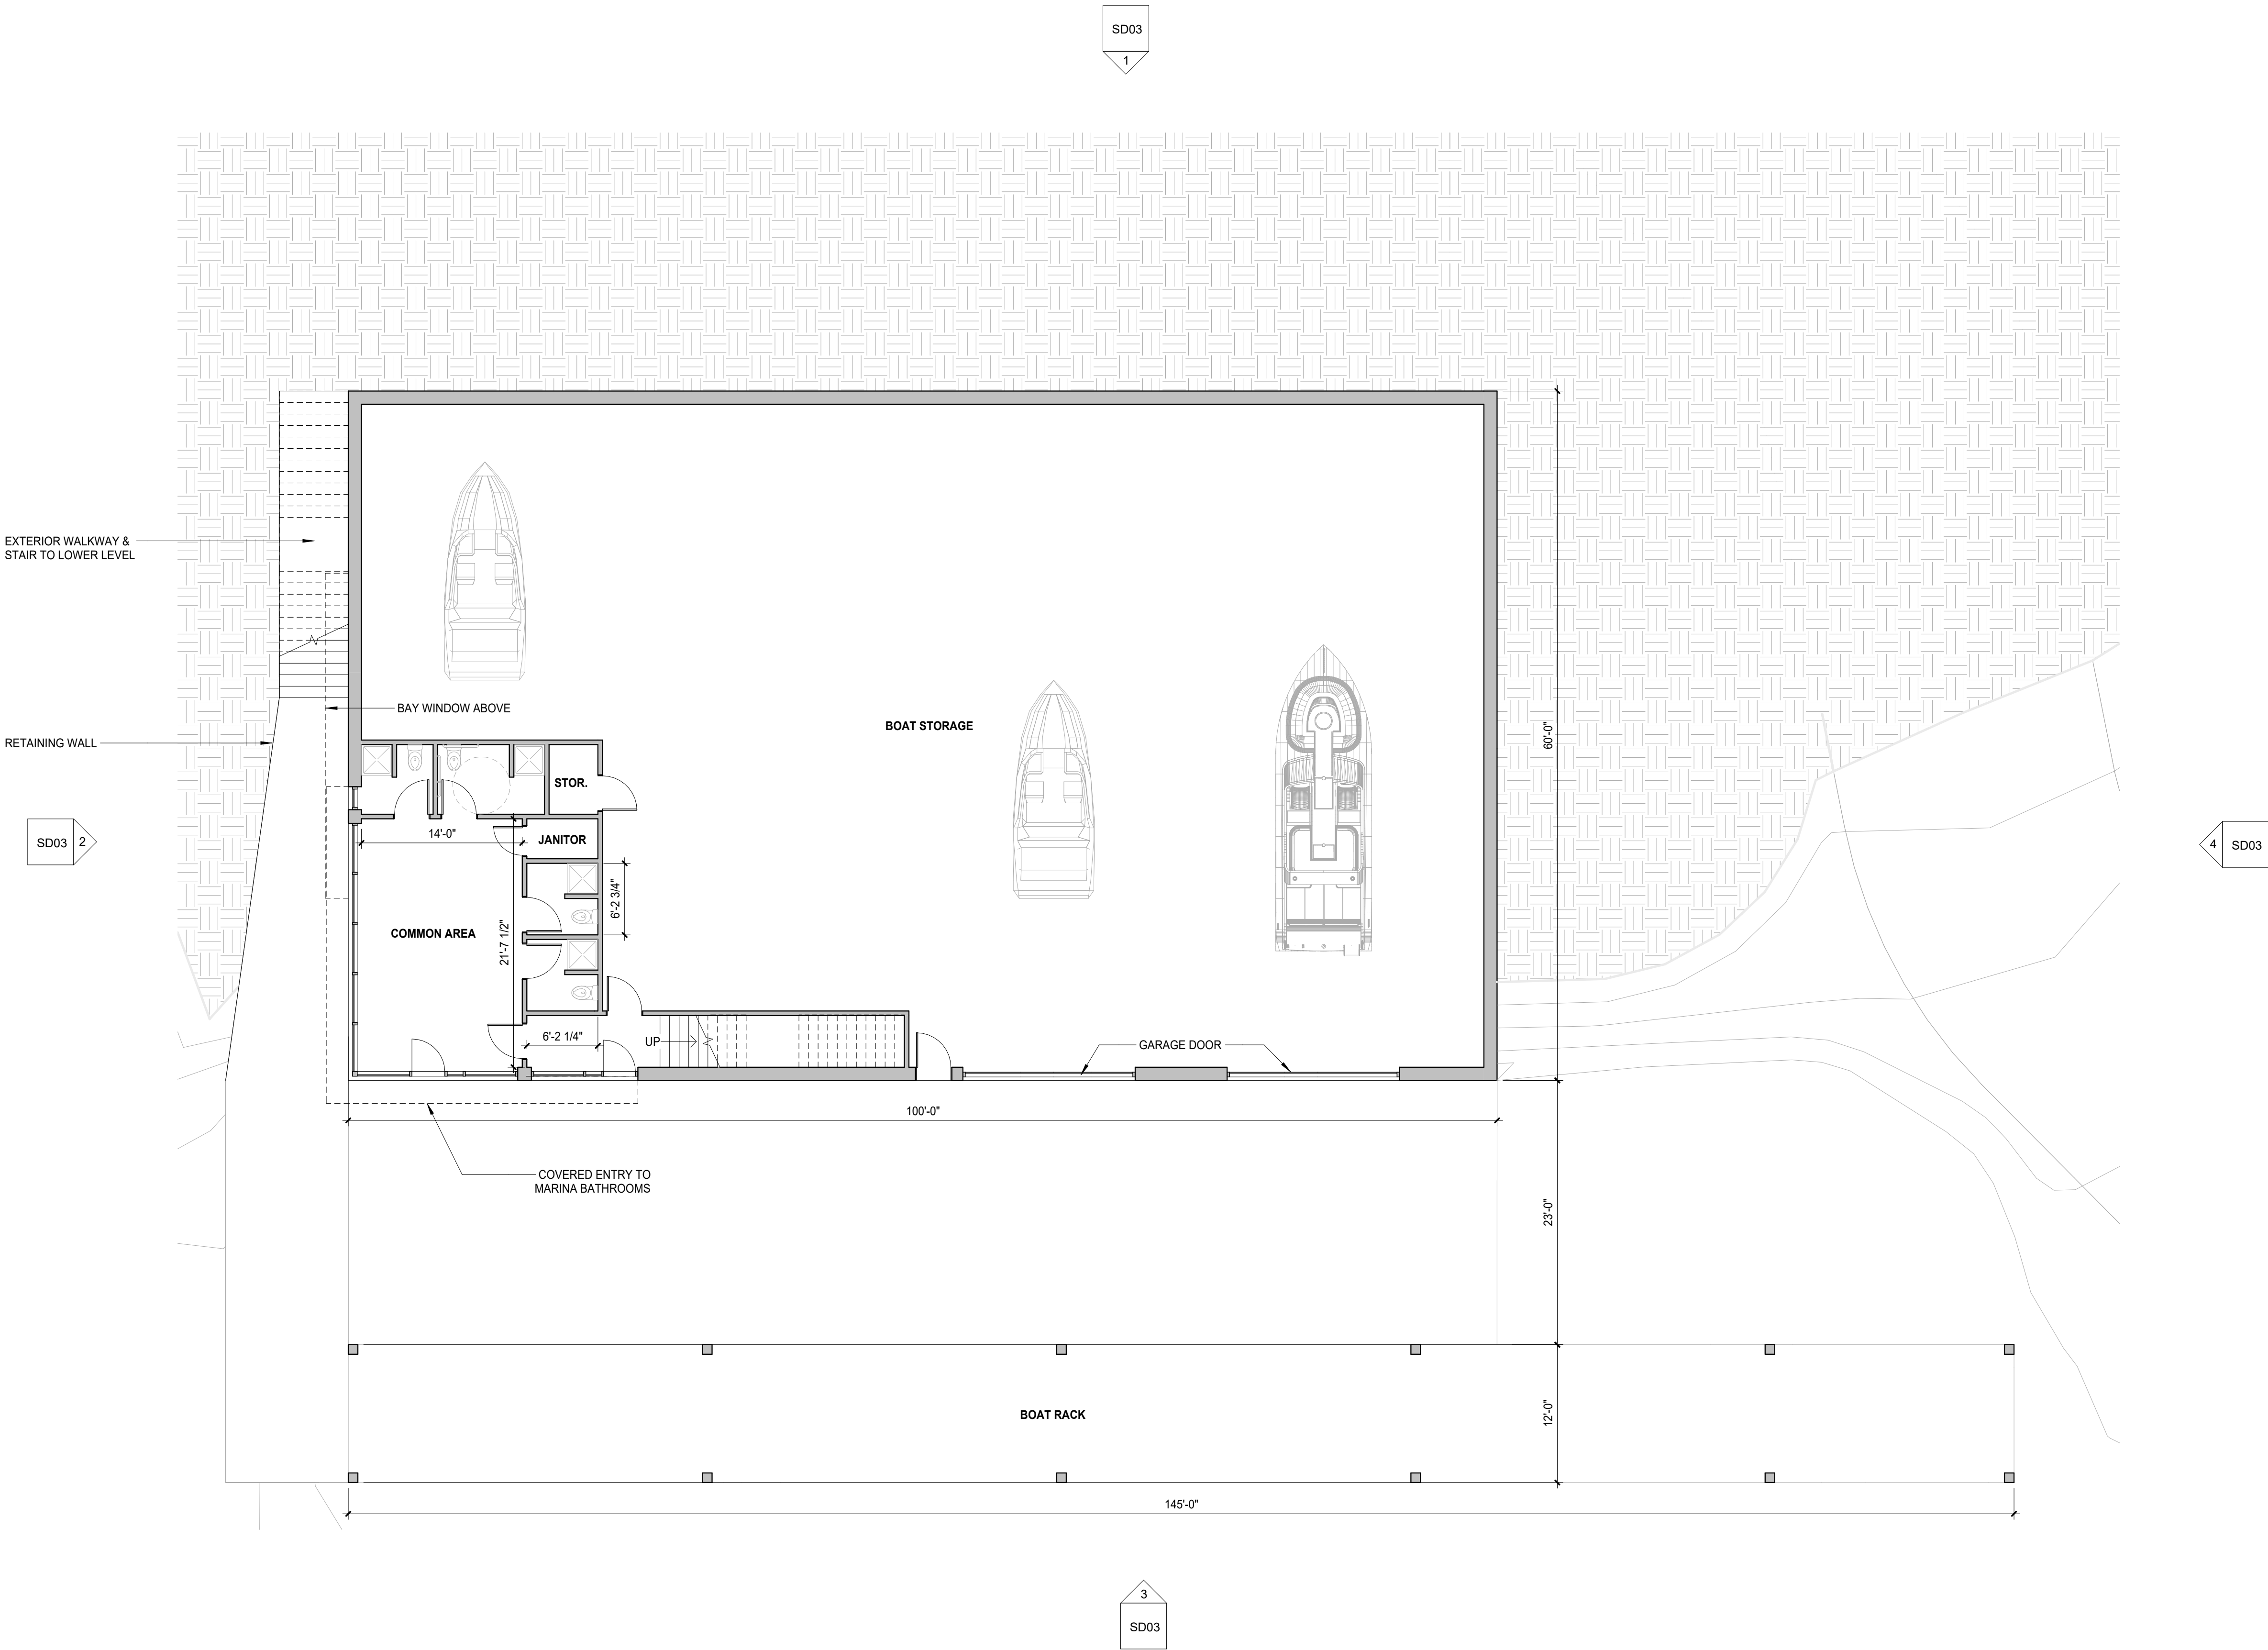 SD03
1
EXTERIOR WALKWAY &
STAIR TO LOWER LEVEL
BAY WINDOW ABOVE
RETAINING WALL
BOAT STORAGE
60'-0"
STOR.
14'-0"
JANITOR
SD03 2
4 SD03
6'-2 3/4"
COMMON AREA
21'-7 1/2"
6'-2 1/4"
UP
GARAGE DOOR
100'-0"
COVERED ENTRY TO
MARINA BATHROOMS
23'-0"
BOAT RACK
12'-0"
145'-0"
3
SD03